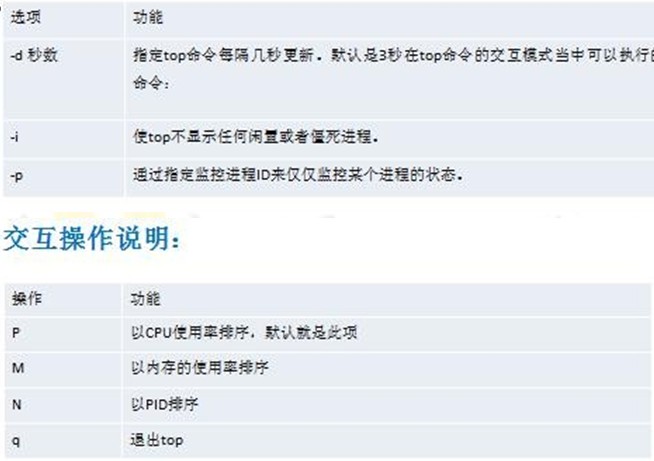 选项 功能
-d 秒数 指定top命令每隔几秒更新。默认是3秒在top命令的交互模式当中可以执行的
命令：
-i 使top不显示任何闲置或者僵死进程。
-p 通过指定监控进程ID来仅仅监控某个进程的状态。
交互操作说明：
操作 功能
P 以CPU使用率排序，默认就是此项
M 以内存的使用率排序
N 以PID排序
q 退出top